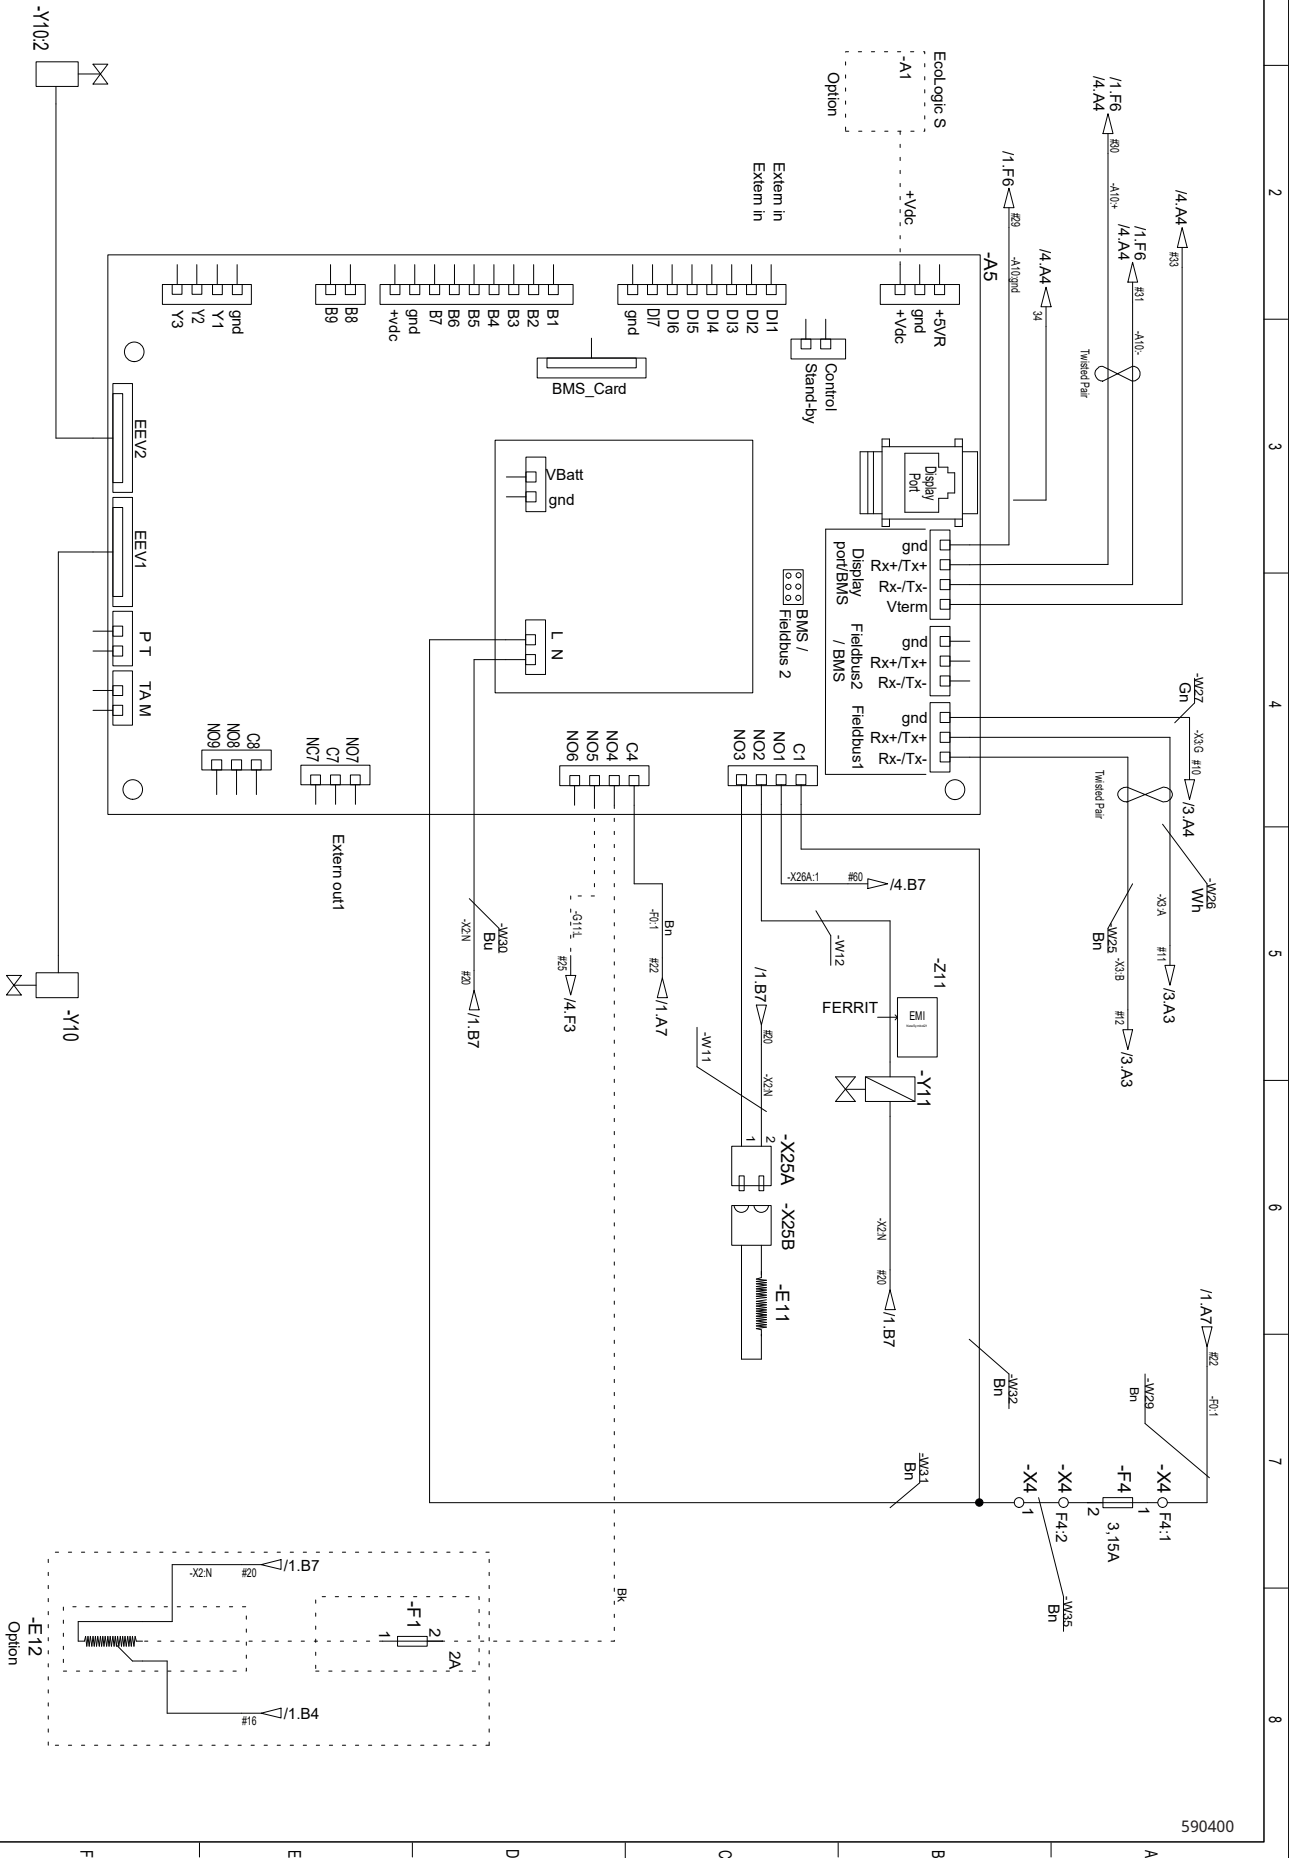 2
3
4
5
6
7
8
A
B
C
D
E
F
/1.F6
/4.A4
#30
-A10:+
/1.F6
/4.A4
#31
-A10:-
Twisted Pair
/4.A4
#33
/1.F6
#29
-A10:gnd
/4.A4
34
EcoLogic S
-A1
Option
+Vdc
Extern in
Extern in
-A5
+5VR
gnd
+Vdc
Control
Stand-by
DI1
DI2
DI3
DI4
DI5
DI6
DI7
gnd
BMS_Card
B1
B2
B3
B4
B5
B6
B7
gnd
+vdc
B8
B9
gnd
Y1
Y2
Y3
Display
Port
gnd
Rx+/Tx+
Rx-/Tx-
Vterm
Display
port/BMS
gnd
Rx+/Tx+
Rx-/Tx-
Fieldbus2
/ BMS
gnd
Rx+/Tx+
Rx-/Tx-
Fieldbus1
BMS /
Fieldbus 2
VBatt
gnd
L
N
EEV2
EEV1
P T
TA M
-Y10:2
-Y10
C1
NO1
NO2
NO3
C4
NO4
NO5
NO6
NO7
C7
NC7
C8
NO8
NO9
Extern out1
-W27
Gn
-X3:G
#10
/3.A4
Twisted Pair
-W26
Wh
-X3:A
#11
/3.A3
-W25
Bn
-X3:B
#12
/3.A3
-X26A:1
#60
/4.B7
-W12
-Z11
FERRIT
EMI
-Y11
-X2:N
#20
/1.B7
/1.B7
#20
-X2:N
-W11
2
1
-X25A
-X25B
-E11
Bn
-F0:1
#22
/1.A7
-G11:L
#25
/4.F3
-W30
Bu
-X2:N
#20
/1.B7
/1.A7
#22
-F0:1
-W29
Bn
-W32
Bn
-W31
Bn
-X4
F4:1
-F4
1
2
3,15A
-X4
F4:2
-X4
1
-W35
Bn
Bk
-F1
1
2
2A
/1.B7
#20
-X2:N
/1.B4
#16
-E12
Option
590400